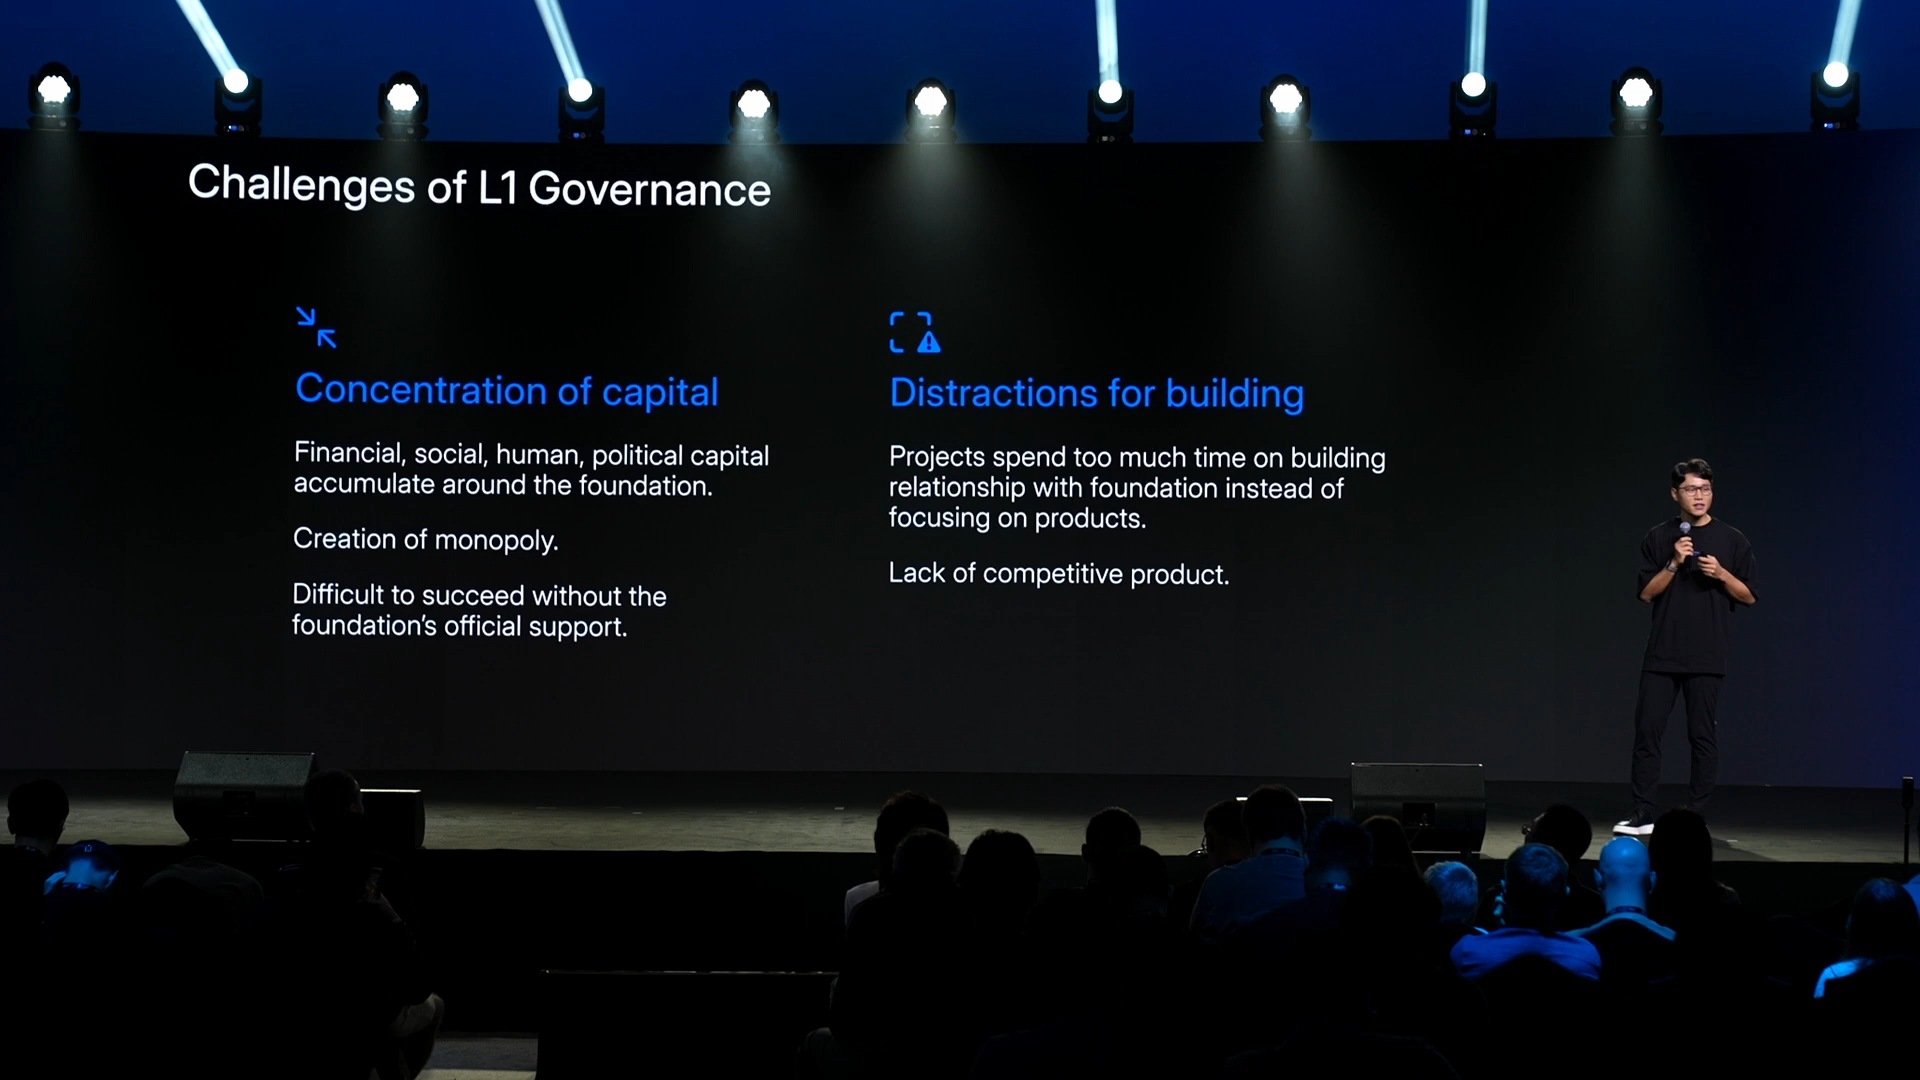 Challenges of L1 Governance
Concentration of capital
Financial, social, human, political capital
accumulate around the foundation.
Creation of monopoly.
Difficult to succeed without the
foundation's official support.
Distractions for building
Projects spend too much time on building
relationship with foundation instead of
focusing on products.
Lack of competitive product.